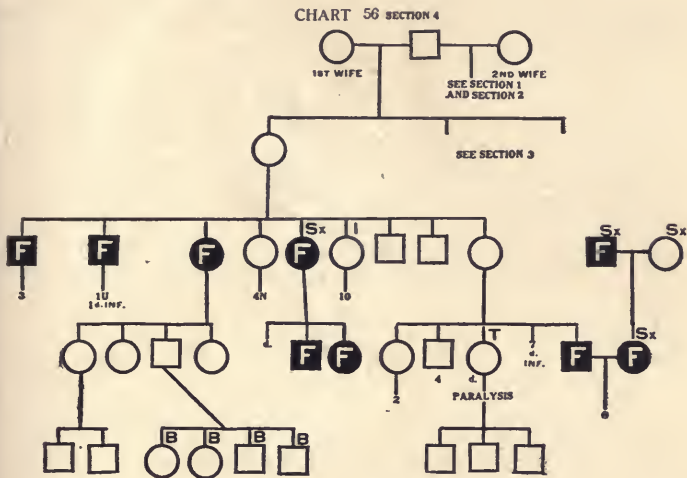 CHART 56 SECTION 4
1ST WIFE
2ND WIFE
SEE SECTION 1
AND SECTION 2
SEE SECTION 3
Sx I Sx Sx
F F F F F
3 1U 4N 10
1d.INF.
Sx
T
d. F F 7 F F
d.
INF.
2 4 d.
PARALYSIS
B B B B